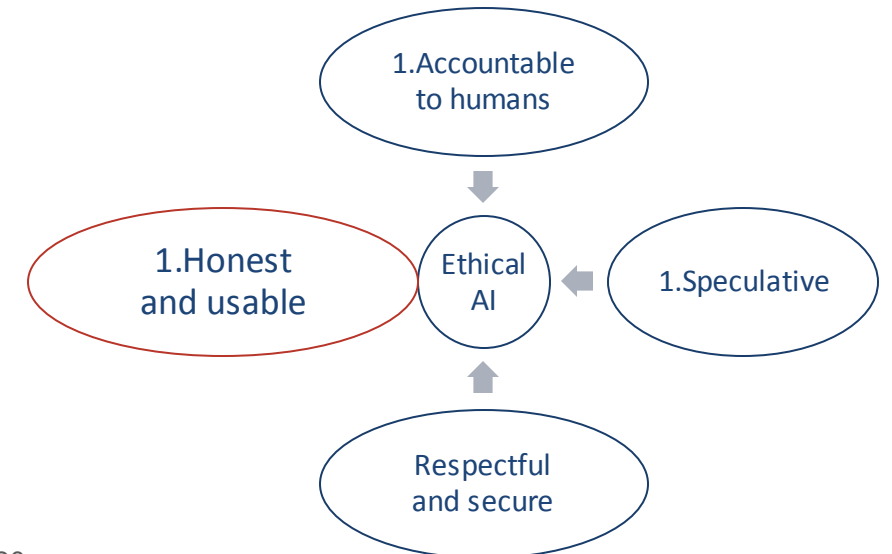 1.Accountable
to humans
1.Honest
and usable
Ethical
AI
1.Speculative
Respectful
and secure